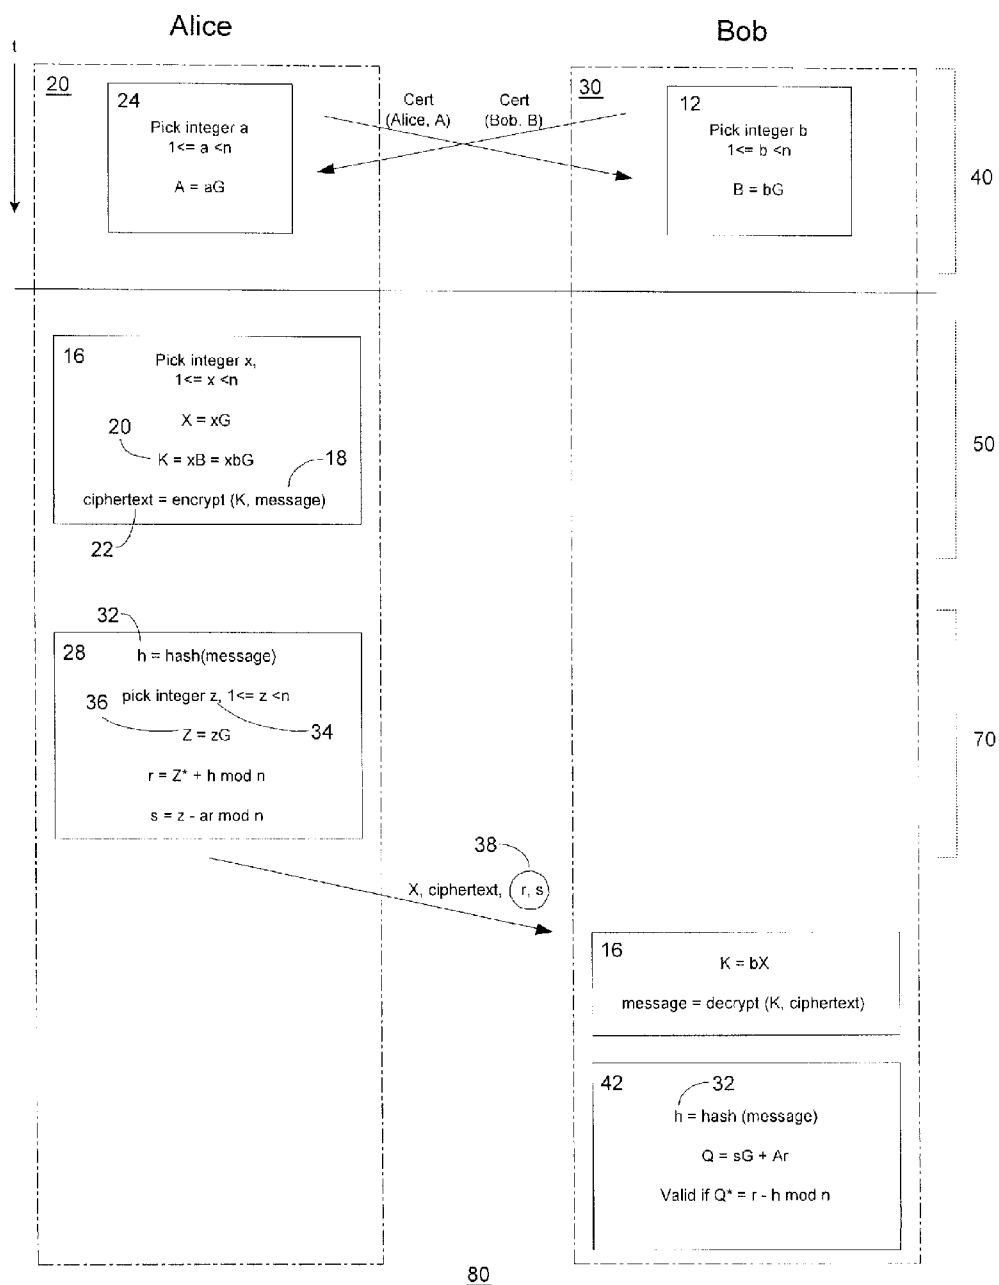 Alice
Bob
t
20
24
Pick integer a
1<= a <n
A = aG
Cert
(Alice, A)
Cert
(Bob. B)
30
12
Pick integer b
1<= b <n
B = bG
40
16
Pick integer x,
1<= x <n
X = xG
20
K = xB = xbG
18
ciphertext = encrypt (K, message)
22
50
32
28
h = hash(message)
pick integer z, 1<= z <n
36
34
Z = zG
r = Z* + h mod n
s = z - ar mod n
70
38
X, ciphertext, r, s
16
K = bX
message = decrypt (K, ciphertext)
42
32
h = hash (message)
Q = sG + Ar
Valid if Q* = r - h mod n
80